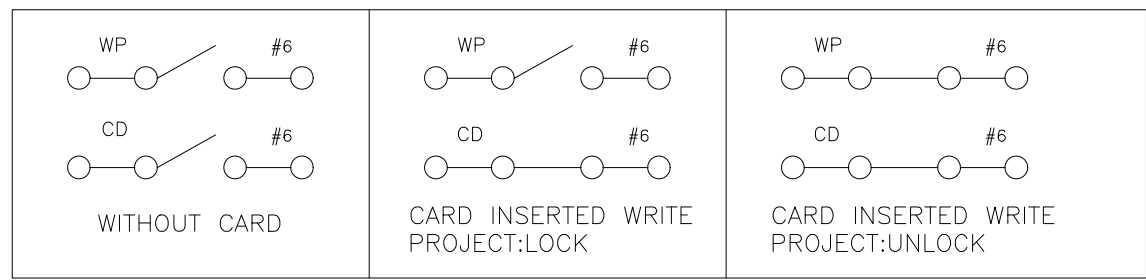 WP #6
CD #6
WITHOUT CARD
WP #6
CD #6
CARD INSERTED WRITE
PROJECT:LOCK
WP #6
CD #6
CARD INSERTED WRITE
PROJECT:UNLOCK